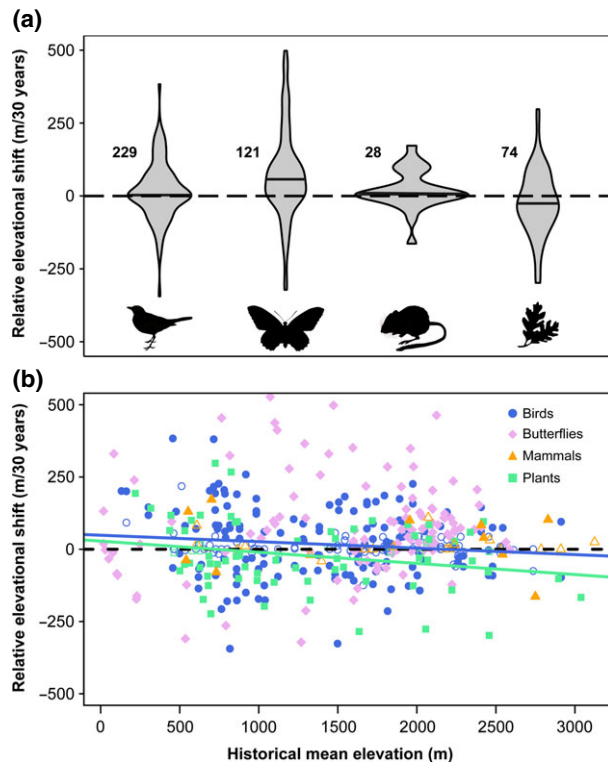 (a)
Relative elevational shift (m/30 years)
500
250
0
−250
−500
229
121
28
74
(b)
Relative elevational shift (m/30 years)
500
250
0
−250
−500
Birds
Butterflies
Mammals
Plants
0 500 1000 1500 2000 2500 3000
Historical mean elevation (m)